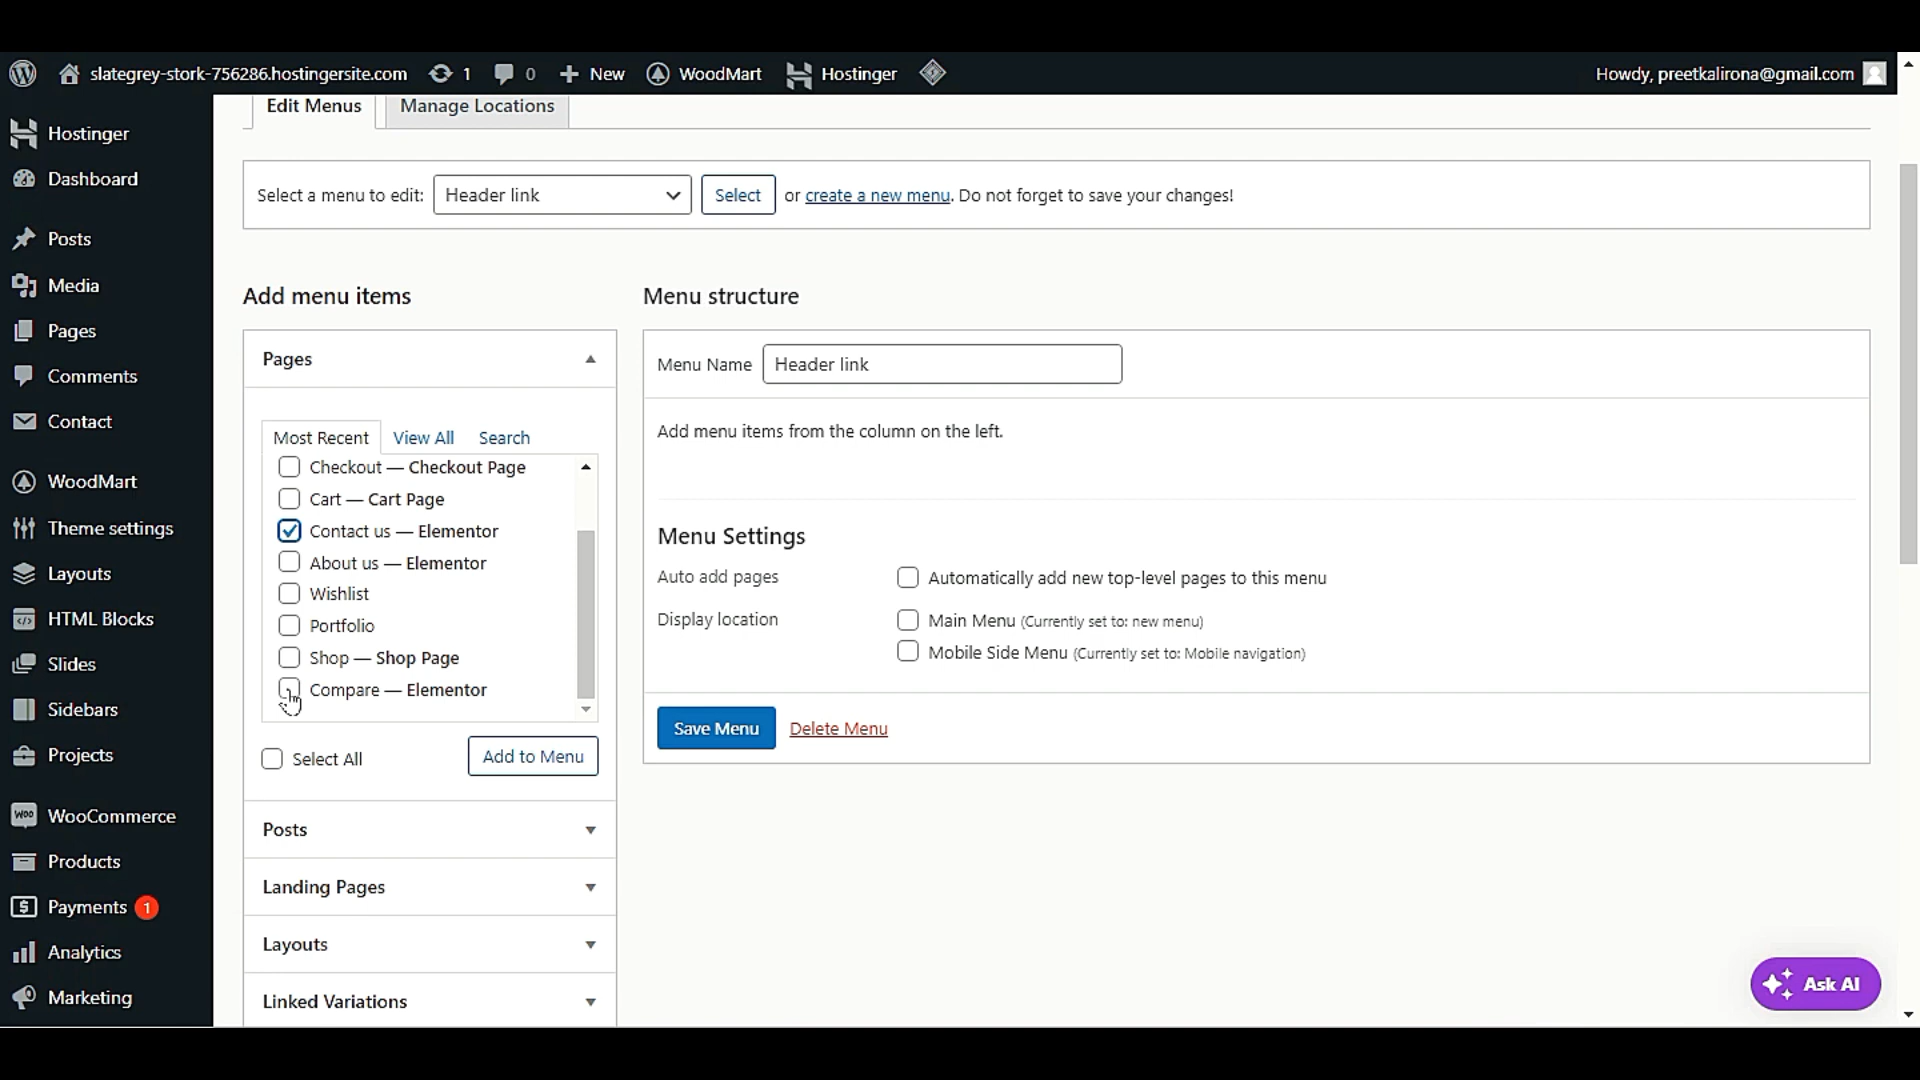 slategrey-stork-756286.hostingersite.com 1 0 New WoodMart Hostinger Howdy, preetkalirona@gmail.com
Hostinger
Dashboard
Posts
Media
Pages
Comments
Contact
WoodMart
Theme settings
Layouts
HTML Blocks
Slides
Sidebars
Projects
WooCommerce
Products
Payments 1
Analytics
Marketing
Edit Menus Manage Locations
Select a menu to edit: Header link Select or create a new menu. Do not forget to save your changes!
Add menu items
Pages
Most Recent View All Search
Checkout — Checkout Page
Cart — Cart Page
Contact us — Elementor
About us — Elementor
Wishlist
Portfolio
Shop — Shop Page
Compare — Elementor
Select All Add to Menu
Posts
Landing Pages
Layouts
Linked Variations
Menu structure
Menu Name Header link
Add menu items from the column on the left.
Menu Settings
Auto add pages Automatically add new top-level pages to this menu
Display location Main Menu (Currently set to: new menu)
Mobile Side Menu (Currently set to: Mobile navigation)
Save Menu Delete Menu
Ask AI